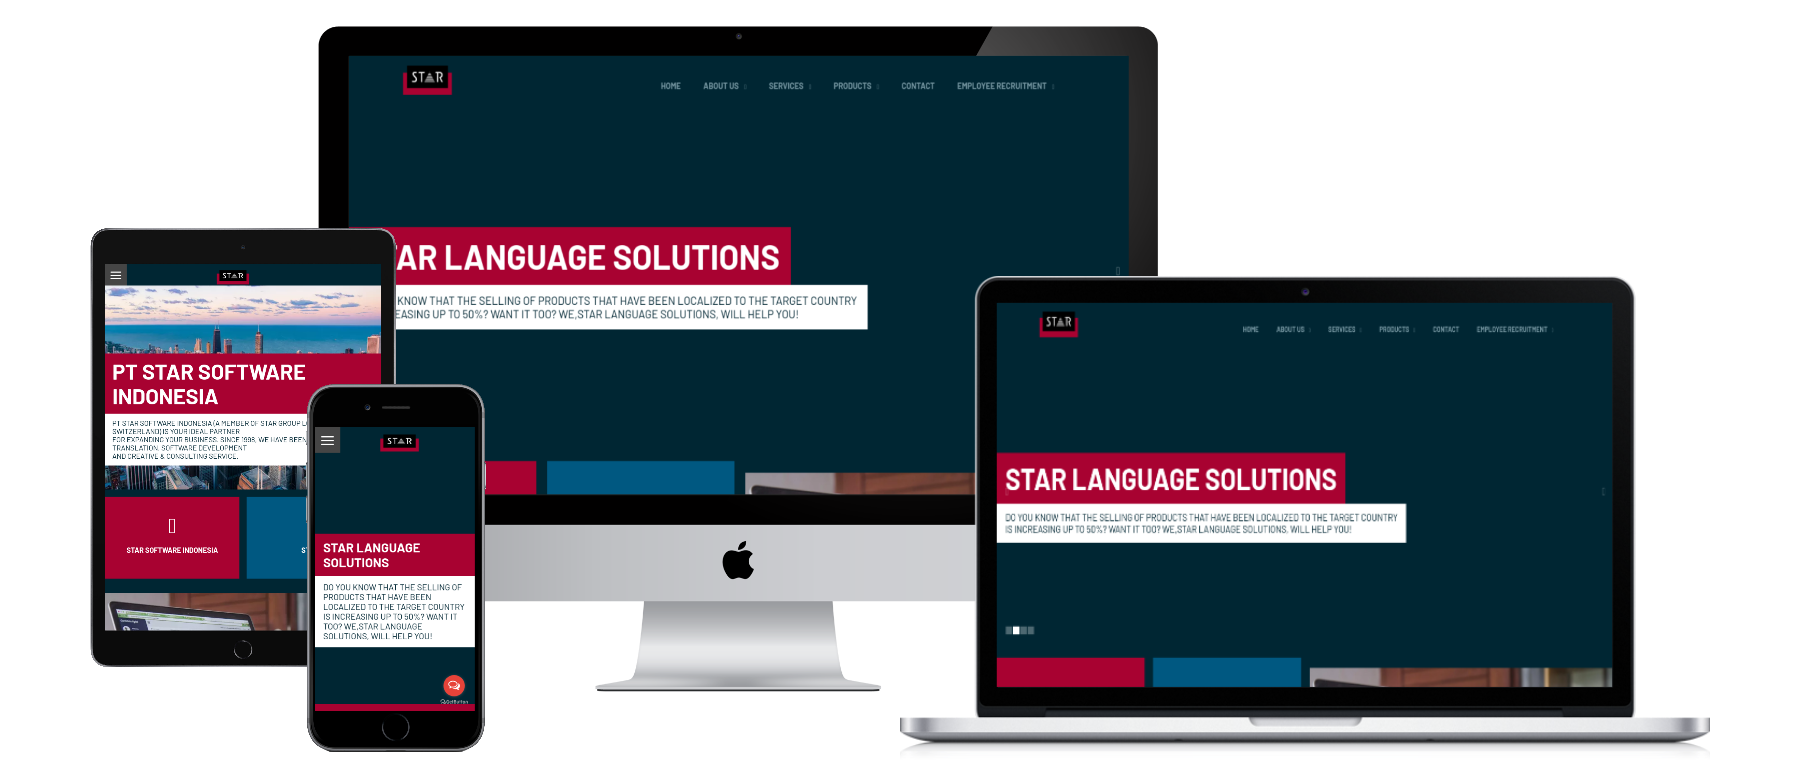 STAR
HOME ABOUT US SERVICES PRODUCTS CONTACT EMPLOYEE RECRUITMENT
AR LANGUAGE SOLUTIONS
KNOW THAT THE SELLING OF PRODUCTS THAT HAVE BEEN LOCALIZED TO THE TARGET COUNTRY
EASING UP TO 50%? WANT IT TOO? WE,STAR LANGUAGE SOLUTIONS, WILL HELP YOU!
STAR
PT STAR SOFTWARE
INDONESIA
PT STAR SOFTWARE INDONESIA (A MEMBER OF STAR GROUP
SWITZERLAND) IS YOUR IDEAL PARTNER
FOR EXPANDING YOUR BUSINESS. SINCE 1998, WE HAVE BEEN
TRANSLATION, SOFTWARE DEVELOPMENT
AND CREATIVE & CONSULTING SERVICE.
STAR SOFTWARE INDONESIA
ST
STAR
STAR LANGUAGE
SOLUTIONS
DO YOU KNOW THAT THE SELLING OF
PRODUCTS THAT HAVE BEEN
LOCALIZED TO THE TARGET COUNTRY
IS INCREASING UP TO 50%? WANT IT
TOO? WE,STAR LANGUAGE
SOLUTIONS, WILL HELP YOU!
GetButton
STAR
HOME ABOUT US SERVICES PRODUCTS CONTACT EMPLOYEE RECRUITMENT
STAR LANGUAGE SOLUTIONS
DO YOU KNOW THAT THE SELLING OF PRODUCTS THAT HAVE BEEN LOCALIZED TO THE TARGET COUNTRY
IS INCREASING UP TO 50%? WANT IT TOO? WE,STAR LANGUAGE SOLUTIONS, WILL HELP YOU!